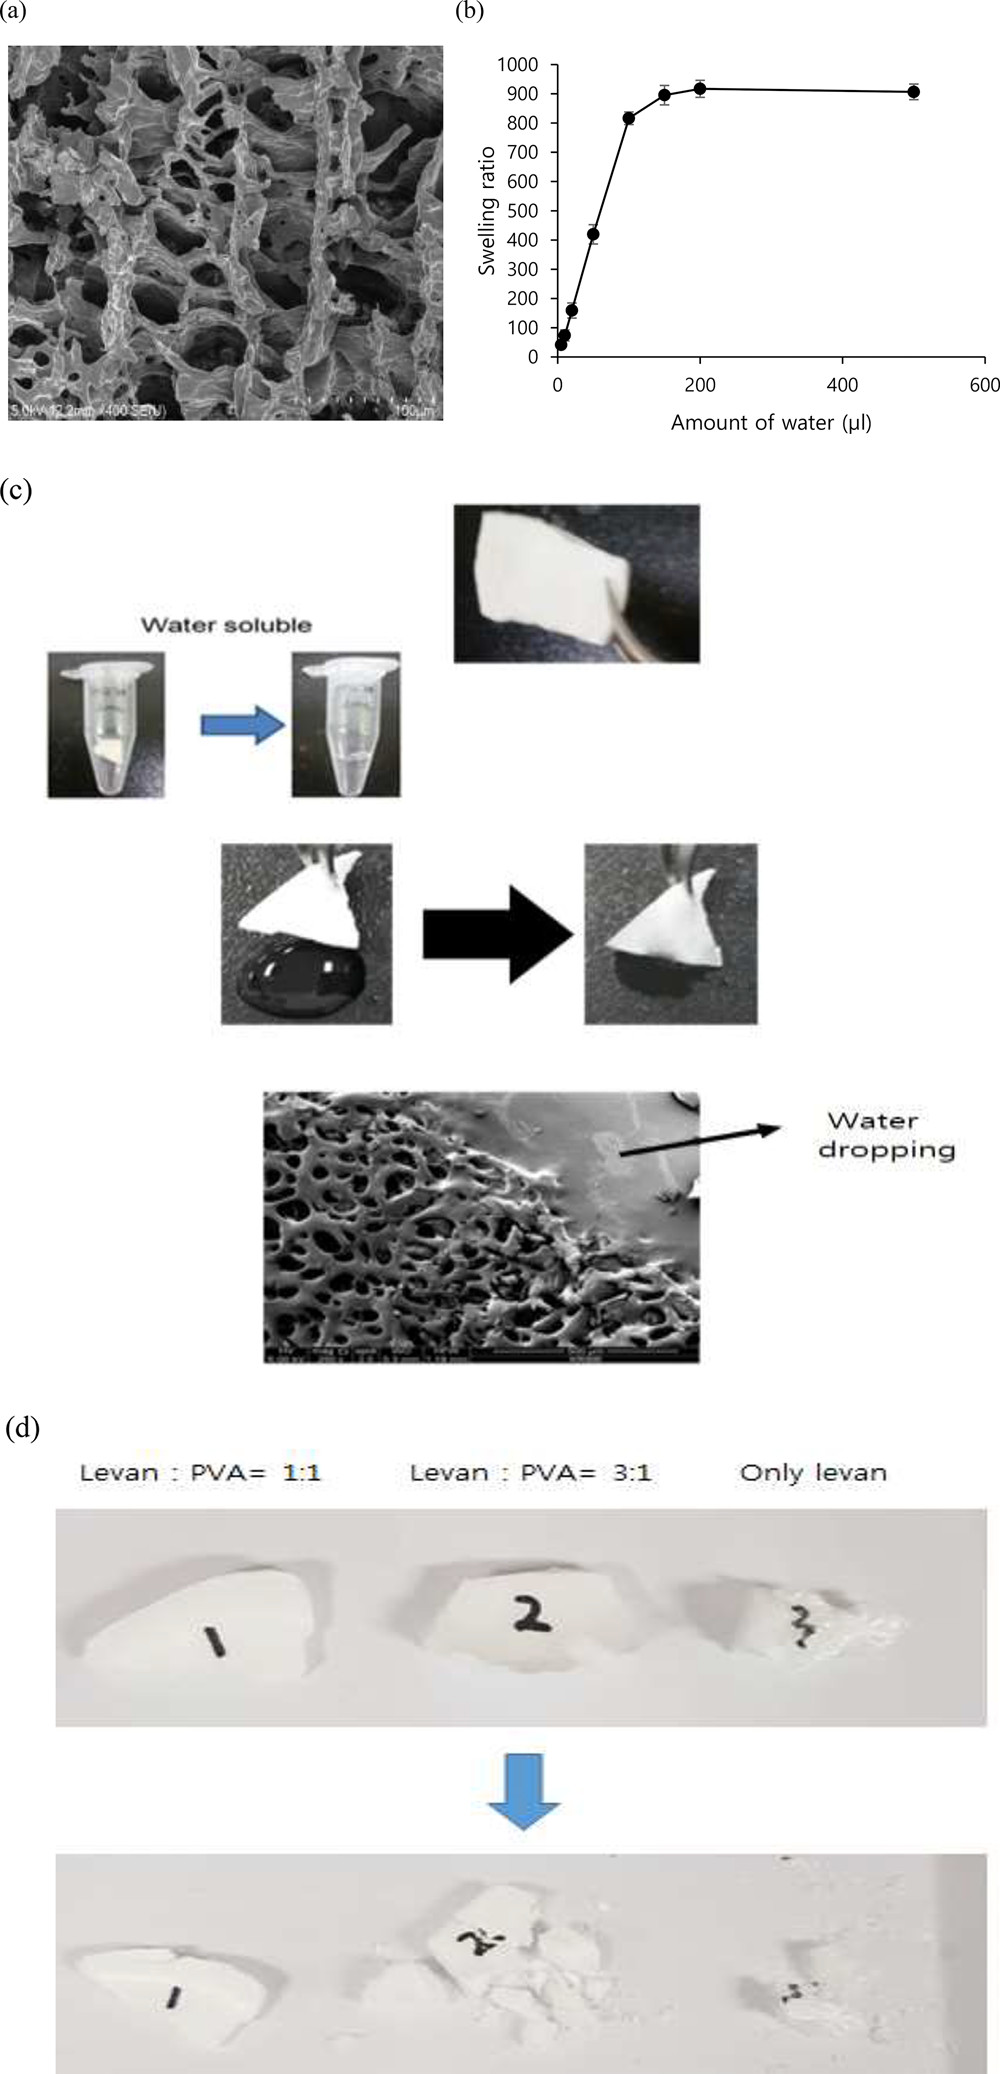 (a)
5.0kV 12.2mm x400 SE(U)
100µm
(b)
1000
900
800
700
600
500
400
300
200
100
0
Swelling ratio
0 200 400 600
Amount of water (µl)
(c)
Water soluble
Water
dropping
(d)
Levan : PVA= 1:1 Levan : PVA= 3:1 Only levan
1 2 3
1 2 3